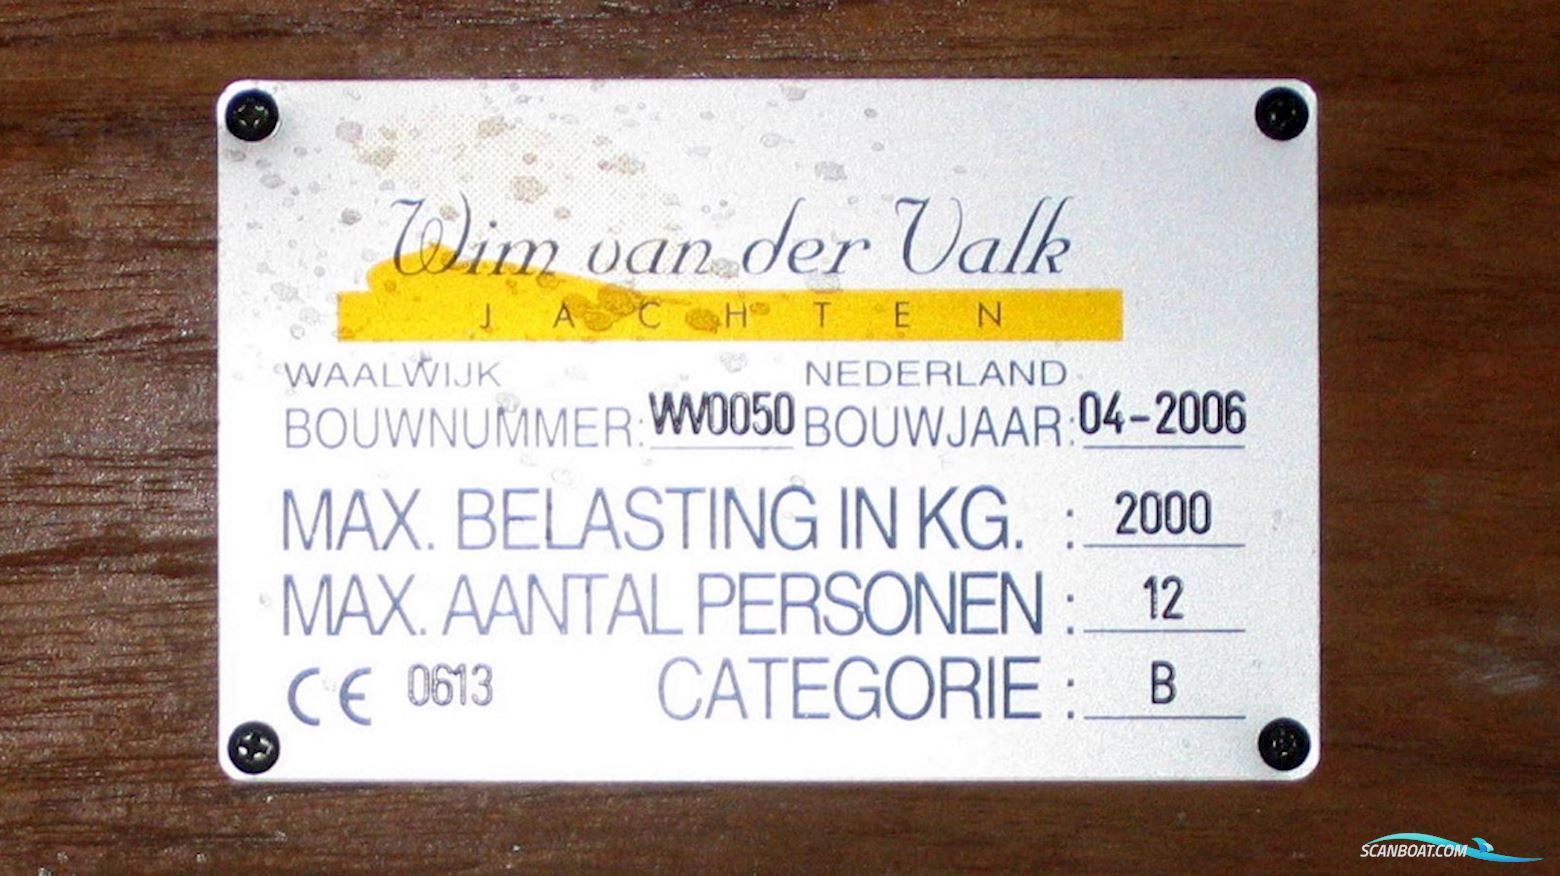 Wim van der Valk
JACHTEN
WAALWIJK NEDERLAND
BOUWNUMMER: WV0050 BOUWJAAR: 04-2006
MAX. BELASTING IN KG. : 2000
MAX. AANTAL PERSONEN : 12
CE 0613 CATEGORIE : B
SCANBOAT.COM